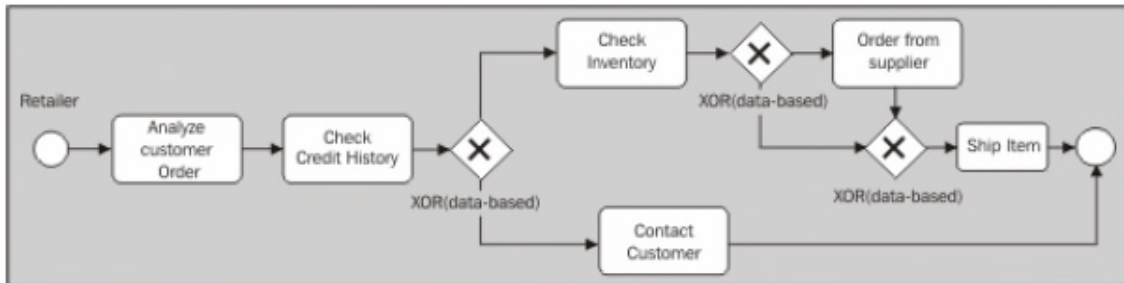 Retailer
Analyze
customer
Order
Check
Credit History
XOR(data-based)
Check
Inventory
XOR(data-based)
Order from
supplier
XOR(data-based)
Ship Item
Contact
Customer